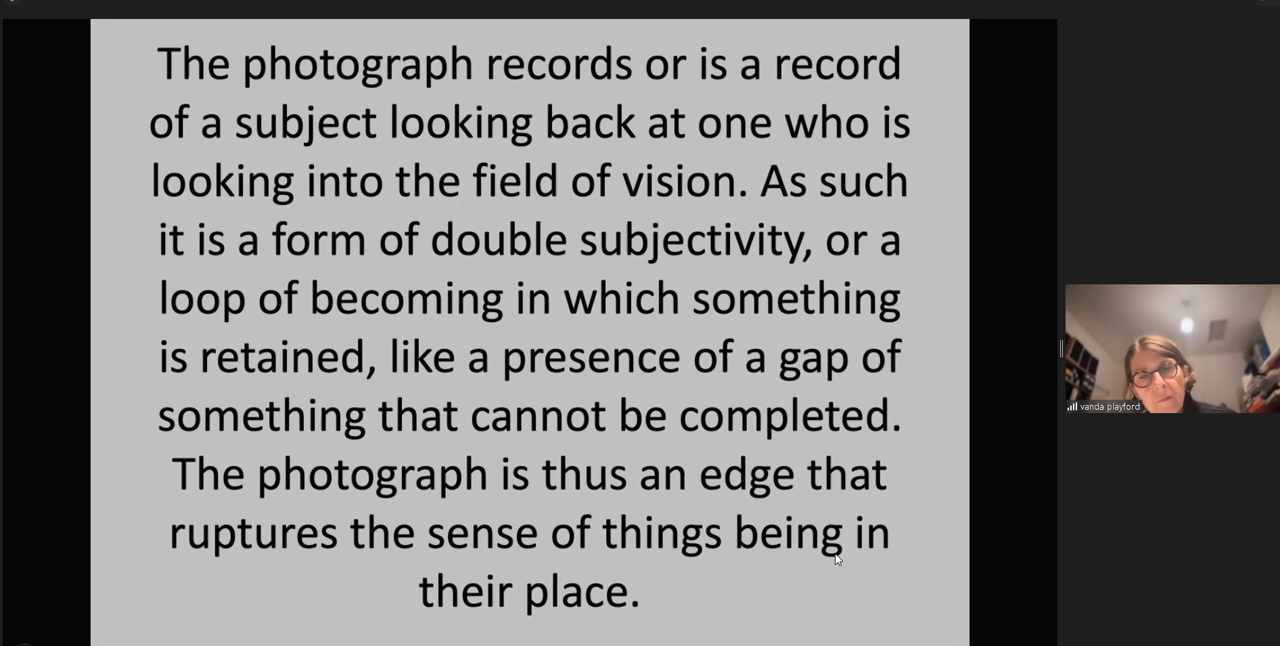 The photograph records or is a record
of a subject looking back at one who is
looking into the field of vision. As such
it is a form of double subjectivity, or a
loop of becoming in which something
is retained, like a presence of a gap of
something that cannot be completed.
The photograph is thus an edge that
ruptures the sense of things being in
their place.
vanda playford